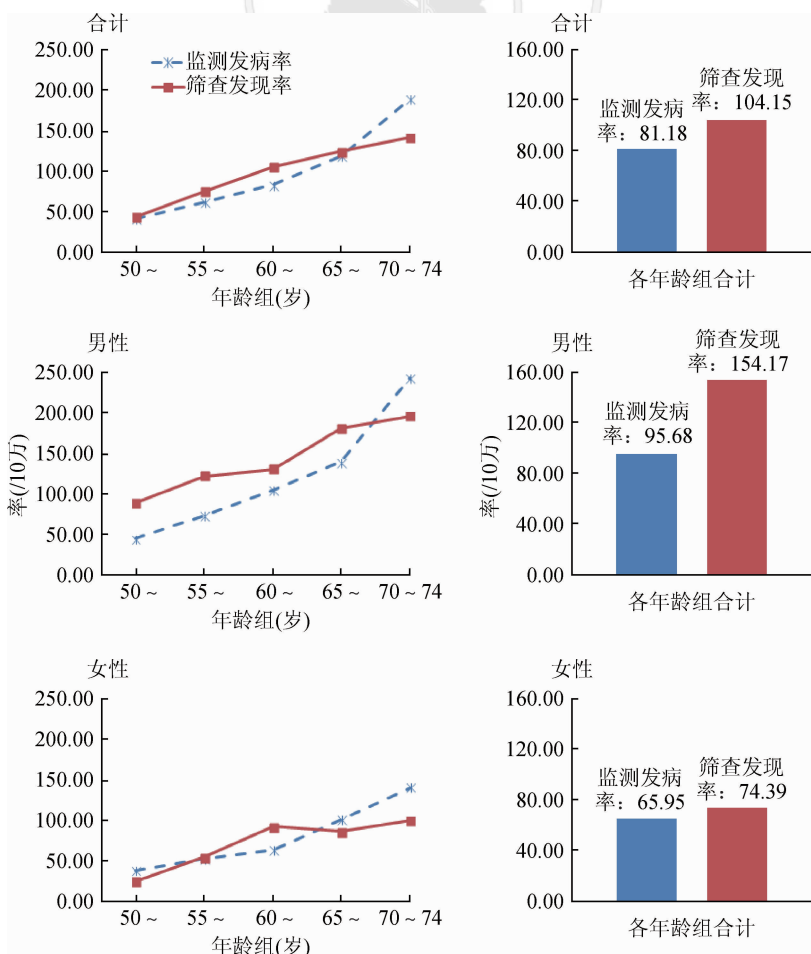 合计
250.00
200.00
150.00
100.00
50.00
0.00
监测发病率
筛查发现率
50~
55~
60~
65~
70~74
年龄组(岁)
160.00
120.00
80.00
40.00
0.00
监测发病
率：81.18
筛查发现
率：104.15
各年龄组合计
男性
250.00
200.00
150.00
100.00
50.00
0.00
率(/10万)
50~
55~
60~
65~
70~74
年龄组(岁)
男性
160.00
120.00
80.00
40.00
0.00
率(/10万)
监测发病
率：95.68
筛查发现
率：154.17
各年龄组合计
女性
250.00
200.00
150.00
100.00
50.00
0.00
50~
55~
60~
65~
70~74
年龄组(岁)
女性
160.00
120.00
80.00
40.00
0.00
监测发病
率：65.95
筛查发现
率：74.39
各年龄组合计
合计